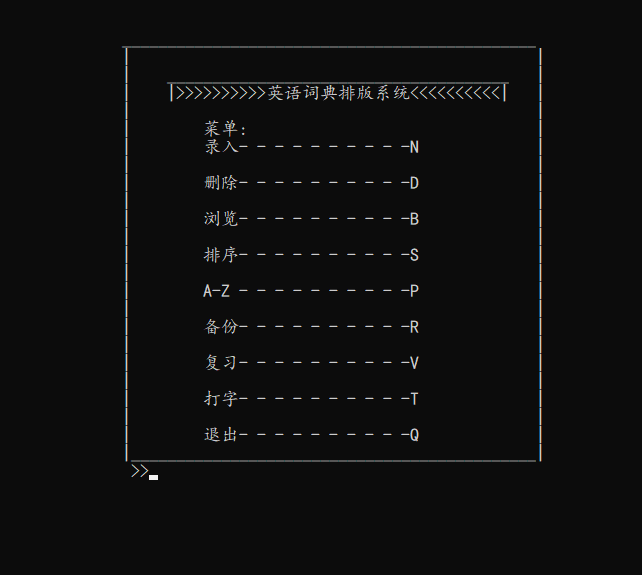 |>>>>>>>>>>英语词典排版系统<<<<<<<<<<|
菜单:
录入- - - - - - - - - -N
删除- - - - - - - - - -D
浏览- - - - - - - - - -B
排序- - - - - - - - - -S
A-Z - - - - - - - - - -P
备份- - - - - - - - - -R
复习- - - - - - - - - -V
打字- - - - - - - - - -T
退出- - - - - - - - - -Q
>>